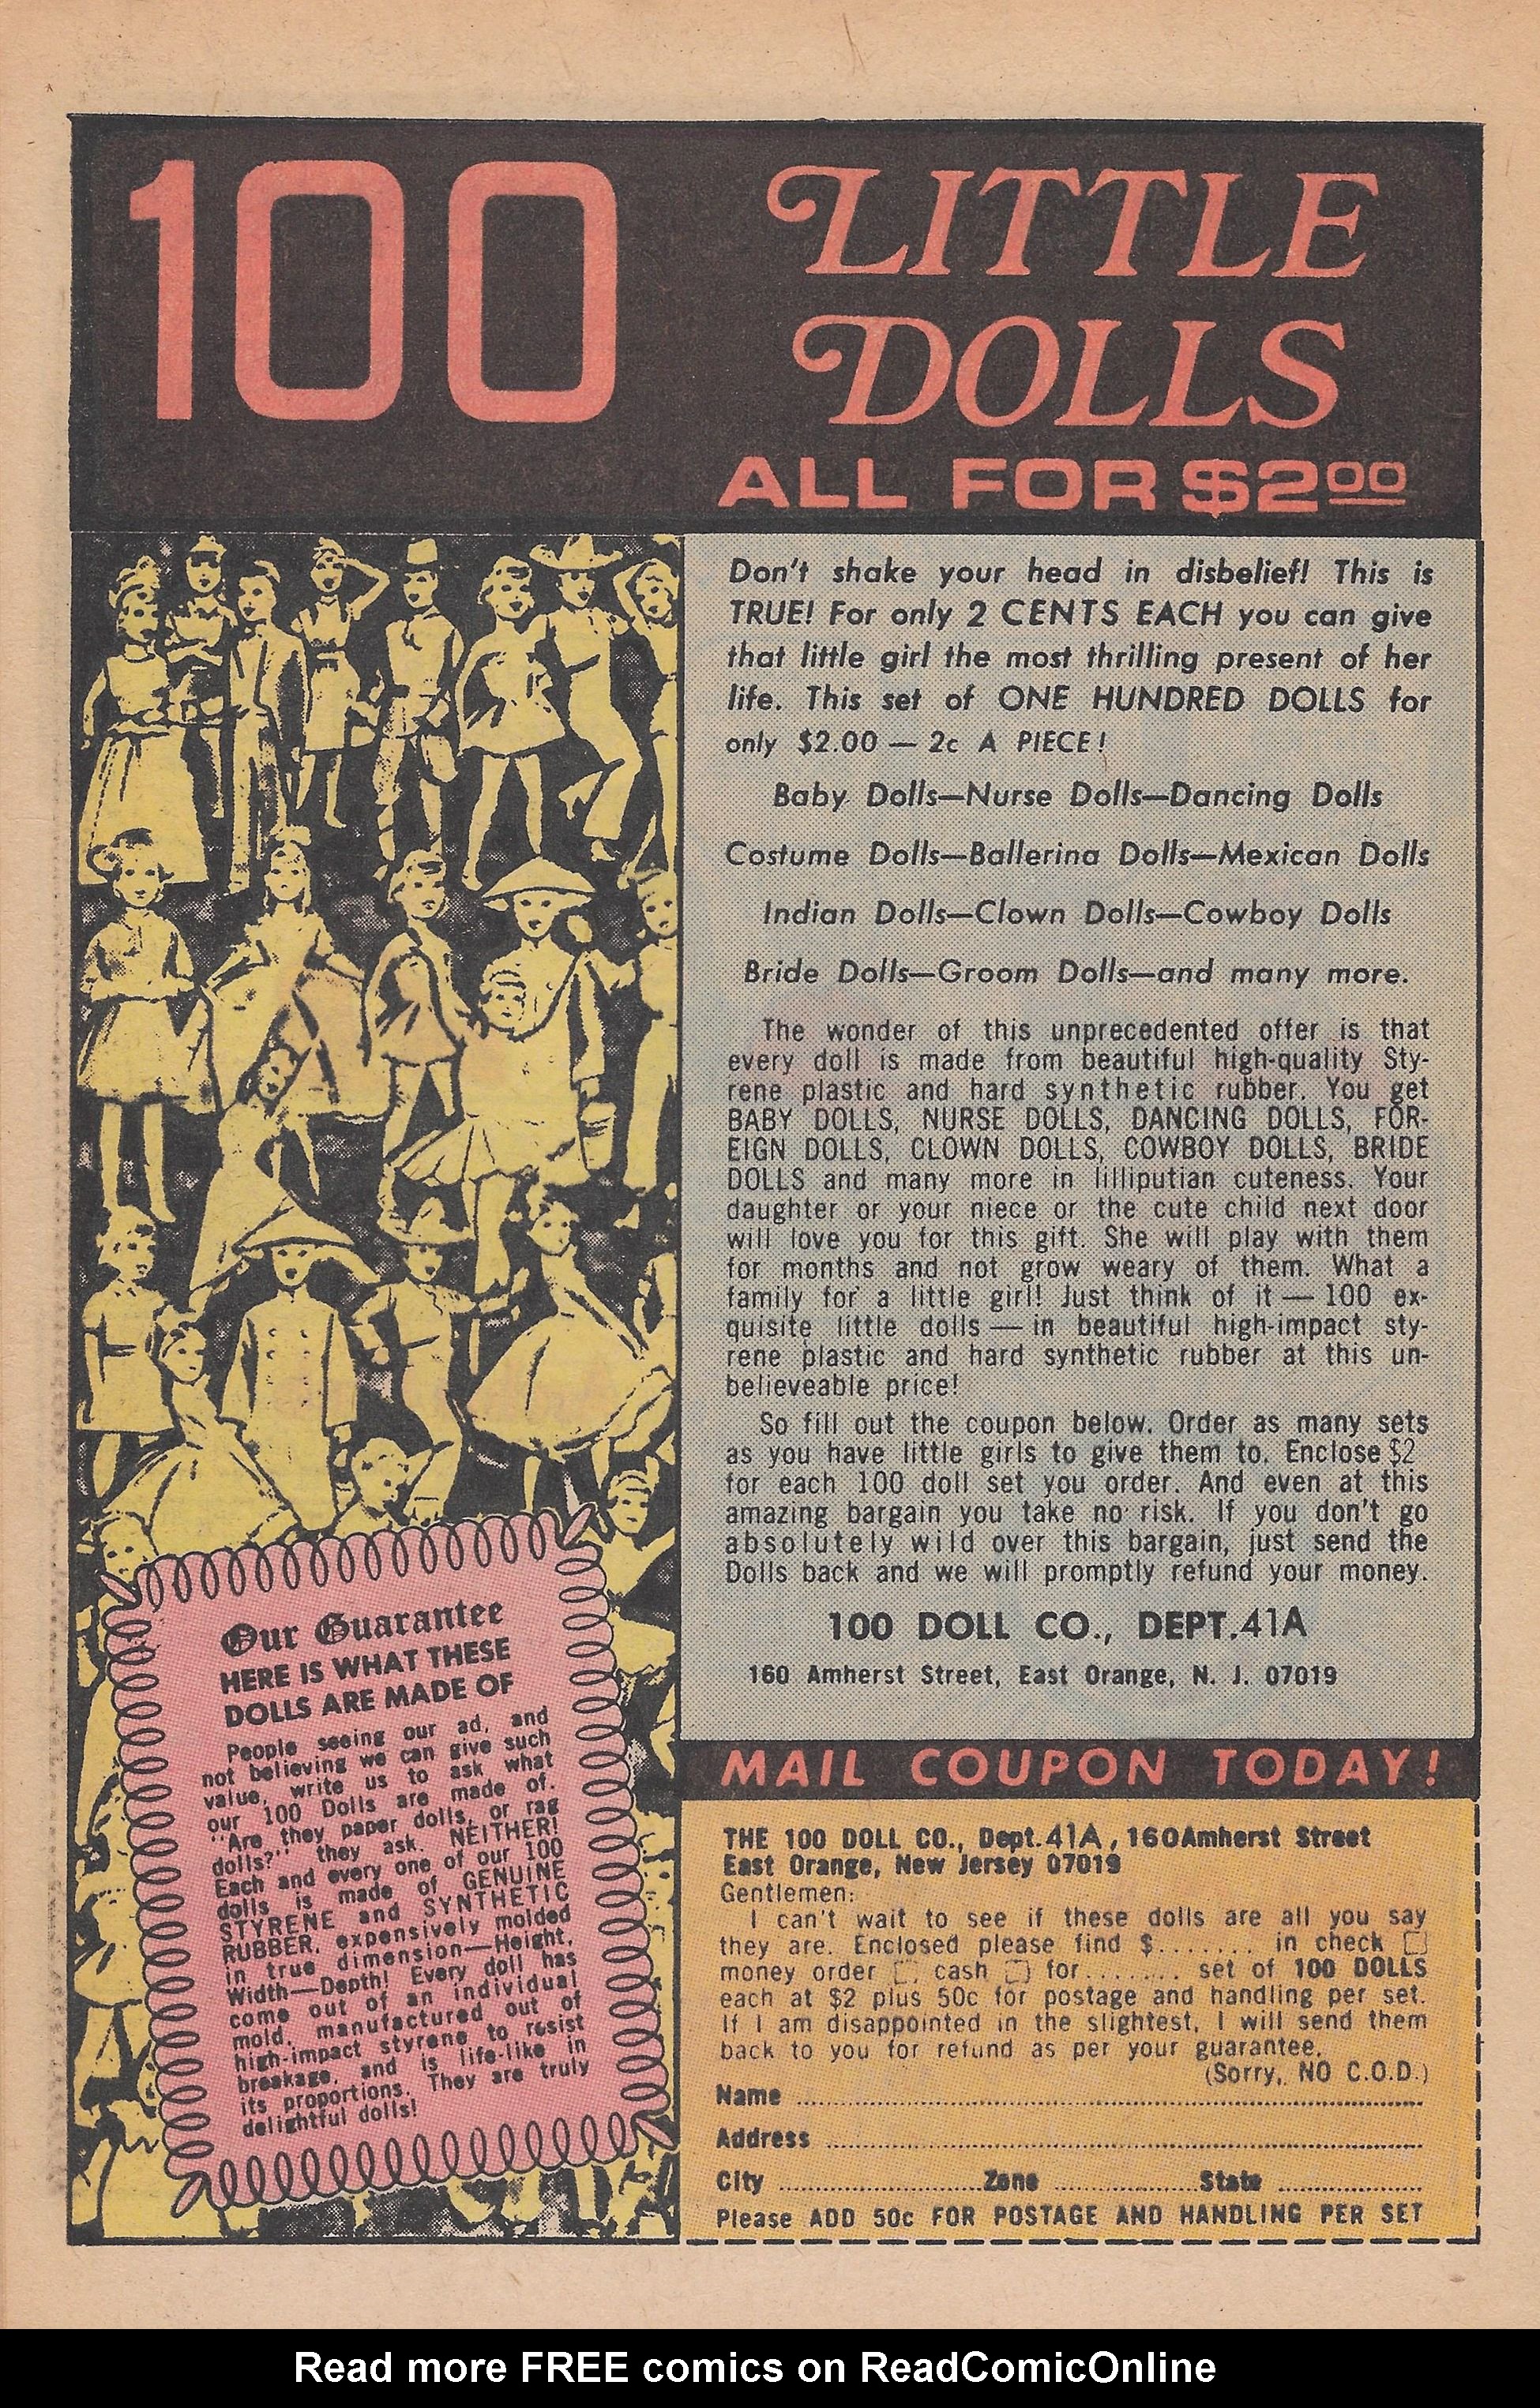 100
LITTLE
DOLLS
ALL FOR $2.00
Don't shake your head in disbelief! This is
TRUE! For only 2 CENTS EACH you can give
that little girl the most thrilling present of her
life. This set of ONE HUNDRED DOLLS for
only $2.00 — 2c A PIECE!
Baby Dolls—Nurse Dolls—Dancing Dolls
Costume Dolls—Ballerina Dolls—Mexican Dolls
Indian Dolls—Clown Dolls—Cowboy Dolls
Bride Dolls—Groom Dolls—and many more.
The wonder of this unprecedented offer is that
every doll is made from beautiful high-quality Sty-
rene plastic and hard synthetic rubber. You get
BABY DOLLS, NURSE DOLLS, DANCING DOLLS, FOR-
EIGN DOLLS, CLOWN DOLLS, COWBOY DOLLS, BRIDE
DOLLS and many more in lilliputian cuteness. Your
daughter or your niece or the cute child next door
will love you for this gift. She will play with them
for months and not grow weary of them. What a
family for a little girl! Just think of it — 100 ex-
quisite little dolls — in beautiful high-impact sty-
rene plastic and hard synthetic rubber at this un-
believeable price!
So fill out the coupon below. Order as many sets
as you have little girls to give them to. Enclose $2
for each 100 doll set you order. And even at this
amazing bargain you take no risk. If you don't go
absolutely wild over this bargain, just send the
Dolls back and we will promptly refund your money.
100 DOLL CO., DEPT.41A
160 Amherst Street, East Orange, N. J. 07019
Our Guarantee
HERE IS WHAT THESE
DOLLS ARE MADE OF
People seeing our ad, and
not believing we can give such
value, write us to ask what
our 100 Dolls are made of.
"Are they paper dolls, or rag
dolls?" they ask. NEITHER!
Each and every one of our 100
dolls is made of GENUINE
STYRENE and SYNTHETIC
RUBBER, expensively molded
in true dimension—Height,
Width—Depth! Every doll has
come out of an individual
mold, manufactured out of
high-impact styrene to resist
breakage, and is life-like in
its proportions. They are truly
delightful dolls!
MAIL COUPON TODAY!
THE 100 DOLL CO., Dept.41A, 160Amherst Street
East Orange, New Jersey 07019
Gentlemen:
I can't wait to see if these dolls are all you say
they are. Enclosed please find $........ in check □
money order □, cash □ for........ set of 100 DOLLS
each at $2 plus 50c for postage and handling per set.
If I am disappointed in the slightest, I will send them
back to you for refund as per your guarantee.
(Sorry, NO C.O.D.)
Name ........................................
Address ........................................
City .................... Zone .................... State ....................
Please ADD 50c FOR POSTAGE AND HANDLING PER SET
Read more FREE comics on ReadComicOnline